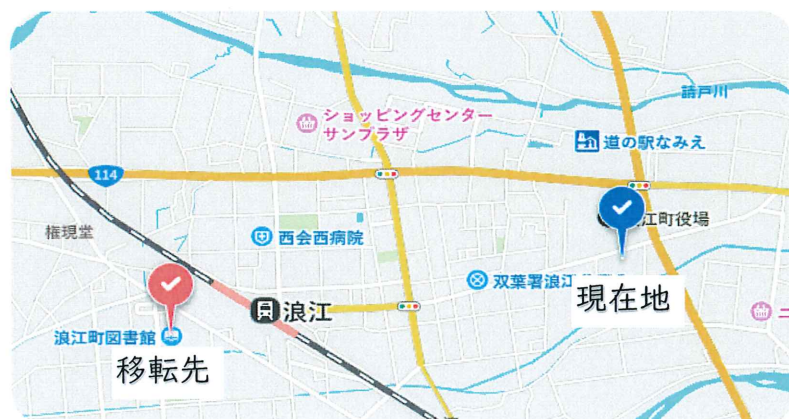 請戸川
ショッピングセンター
サンプラザ
道の駅なみえ
114
権現堂
西会西病院
江町役場
双葉署浪江
現在地
浪江
浪江町図書館
移転先